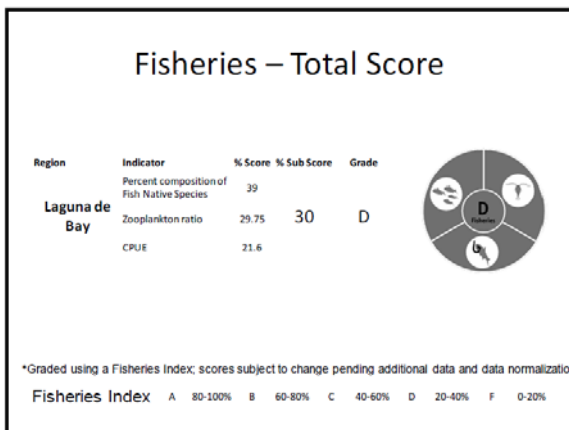 Fisheries – Total Score
Region Indicator % Score % Sub Score Grade
Laguna de Bay
Percent composition of Fish Native Species 39
Zooplankton ratio 29.75 30 D
CPUE 21.6
D
Fisheries
*Graded using a Fisheries Index; scores subject to change pending additional data and data normalizatio
Fisheries Index A 80-100% B 60-80% C 40-60% D 20-40% F 0-20%